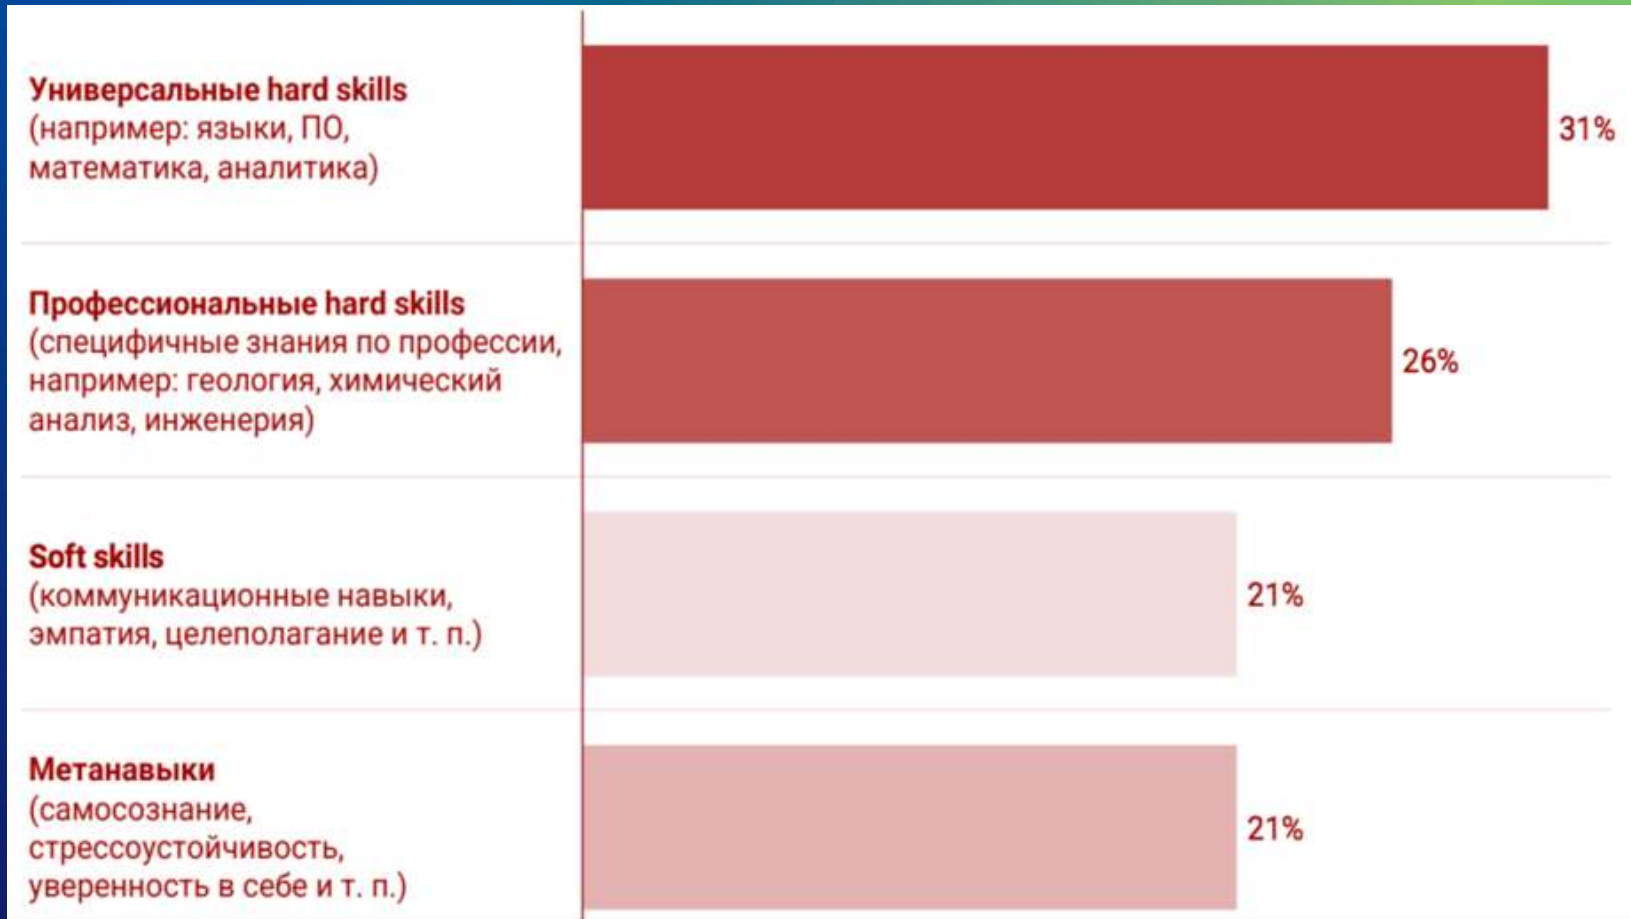 Универсальные hard skills
(например: языки, ПО,
математика, аналитика)
31%
Профессиональные hard skills
(специфичные знания по профессии,
например: геология, химический
анализ, инженерия)
26%
Soft skills
(коммуникационные навыки,
эмпатия, целеполагание и т. п.)
21%
Метанавыки
(самосознание,
стрессоустойчивость,
уверенность в себе и т. п.)
21%